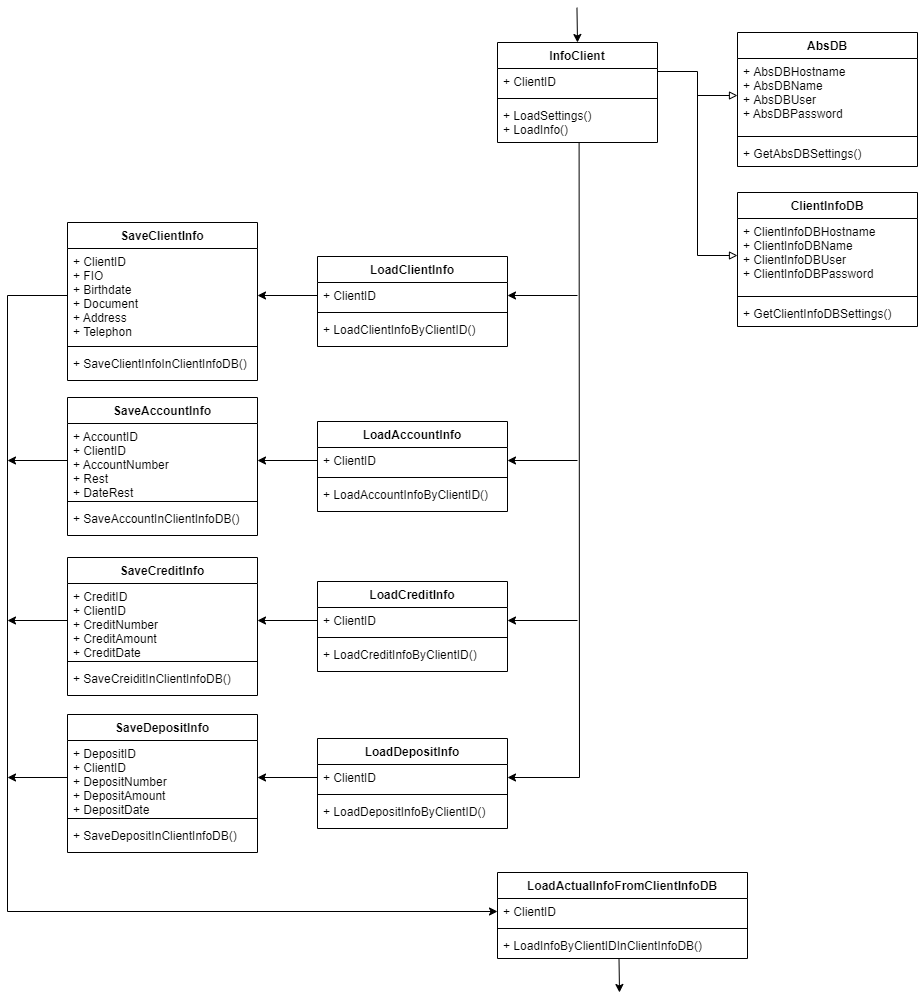 InfoClient
+ ClientID
+ LoadSettings()
+ LoadInfo()
AbsDB
+ AbsDBHostname
+ AbsDBName
+ AbsDBUser
+ AbsDBPassword
+ GetAbsDBSettings()
ClientInfoDB
+ ClientInfoDBHostname
+ ClientInfoDBName
+ ClientInfoDBUser
+ ClientInfoDBPassword
+ GetClientInfoDBSettings()
SaveClientInfo
+ ClientID
+ FIO
+ Birthdate
+ Document
+ Address
+ Telephon
+ SaveClientInfoInClientInfoDB()
LoadClientInfo
+ ClientID
+ LoadClientInfoByClientID()
SaveAccountInfo
+ AccountID
+ ClientID
+ AccountNumber
+ Rest
+ DateRest
+ SaveAccountInClientInfoDB()
LoadAccountInfo
+ ClientID
+ LoadAccountInfoByClientID()
SaveCreditInfo
+ CreditID
+ ClientID
+ CreditNumber
+ CreditAmount
+ CreditDate
+ SaveCreiditInClientInfoDB()
LoadCreditInfo
+ ClientID
+ LoadCreditInfoByClientID()
SaveDepositInfo
+ DepositID
+ ClientID
+ DepositNumber
+ DepositAmount
+ DepositDate
+ SaveDepositInClientInfoDB()
LoadDepositInfo
+ ClientID
+ LoadDepositInfoByClientID()
LoadActualInfoFromClientInfoDB
+ ClientID
+ LoadInfoByClientIDInClientInfoDB()